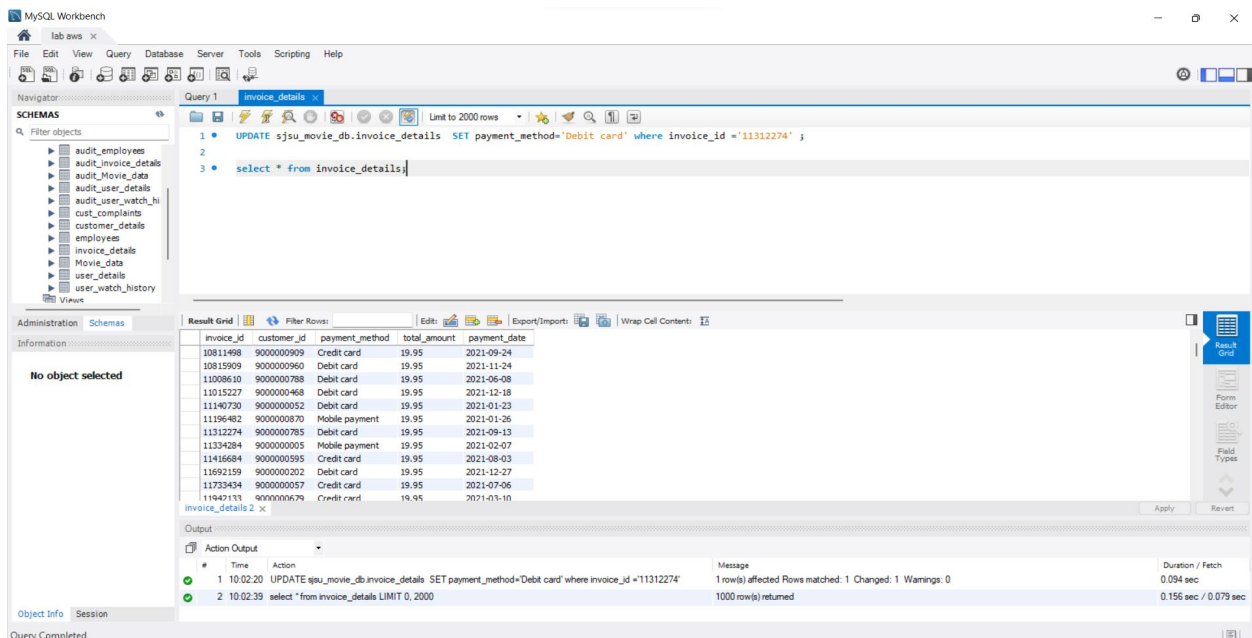 MySQL Workbench
lab aws
File Edit View Query Database Server Tools Scripting Help
Navigator
SCHEMAS
Filter objects
audit_employees
audit_invoice_details
audit_Movie_data
audit_user_details
audit_user_watch_hi
cust_complaints
customer_details
employees
invoice_details
Movie_data
user_details
user_watch_history
Views
Administration Schemas
Information
No object selected
Object Info Session
Query 1 invoice_details
Limit to 2000 rows
1 UPDATE sjsu_movie_db.invoice_details SET payment_method='Debit card' where invoice_id ='11312274' ;
2
3 select * from invoice_details;
Result Grid Filter Rows: Edit: Export/Import: Wrap Cell Content:
invoice_id customer_id payment_method total_amount payment_date
10811498 9000000909 Credit card 19.95 2021-09-24
10815909 9000000960 Debit card 19.95 2021-11-24
11008610 9000000788 Debit card 19.95 2021-06-08
11015227 9000000468 Debit card 19.95 2021-12-18
11140730 9000000052 Debit card 19.95 2021-01-23
11196482 9000000870 Mobile payment 19.95 2021-01-26
11312274 9000000785 Debit card 19.95 2021-09-13
11334284 9000000005 Mobile payment 19.95 2021-02-07
11416684 9000000595 Credit card 19.95 2021-08-03
11692159 9000000202 Debit card 19.95 2021-12-27
11733434 9000000057 Credit card 19.95 2021-07-06
11942133 9000000679 Credit card 19.95 2021-03-10
Result
Grid
Form
Editor
Field
Types
invoice_details 2
Apply Revert
Output
Action Output
# Time Action Message Duration / Fetch
1 10:02:20 UPDATE sjsu_movie_db.invoice_details SET payment_method='Debit card' where invoice_id ='11312274' 1 row(s) affected Rows matched: 1 Changed: 1 Warnings: 0 0.094 sec
2 10:02:39 select * from invoice_details LIMIT 0, 2000 1000 row(s) returned 0.156 sec / 0.079 sec
Query Completed